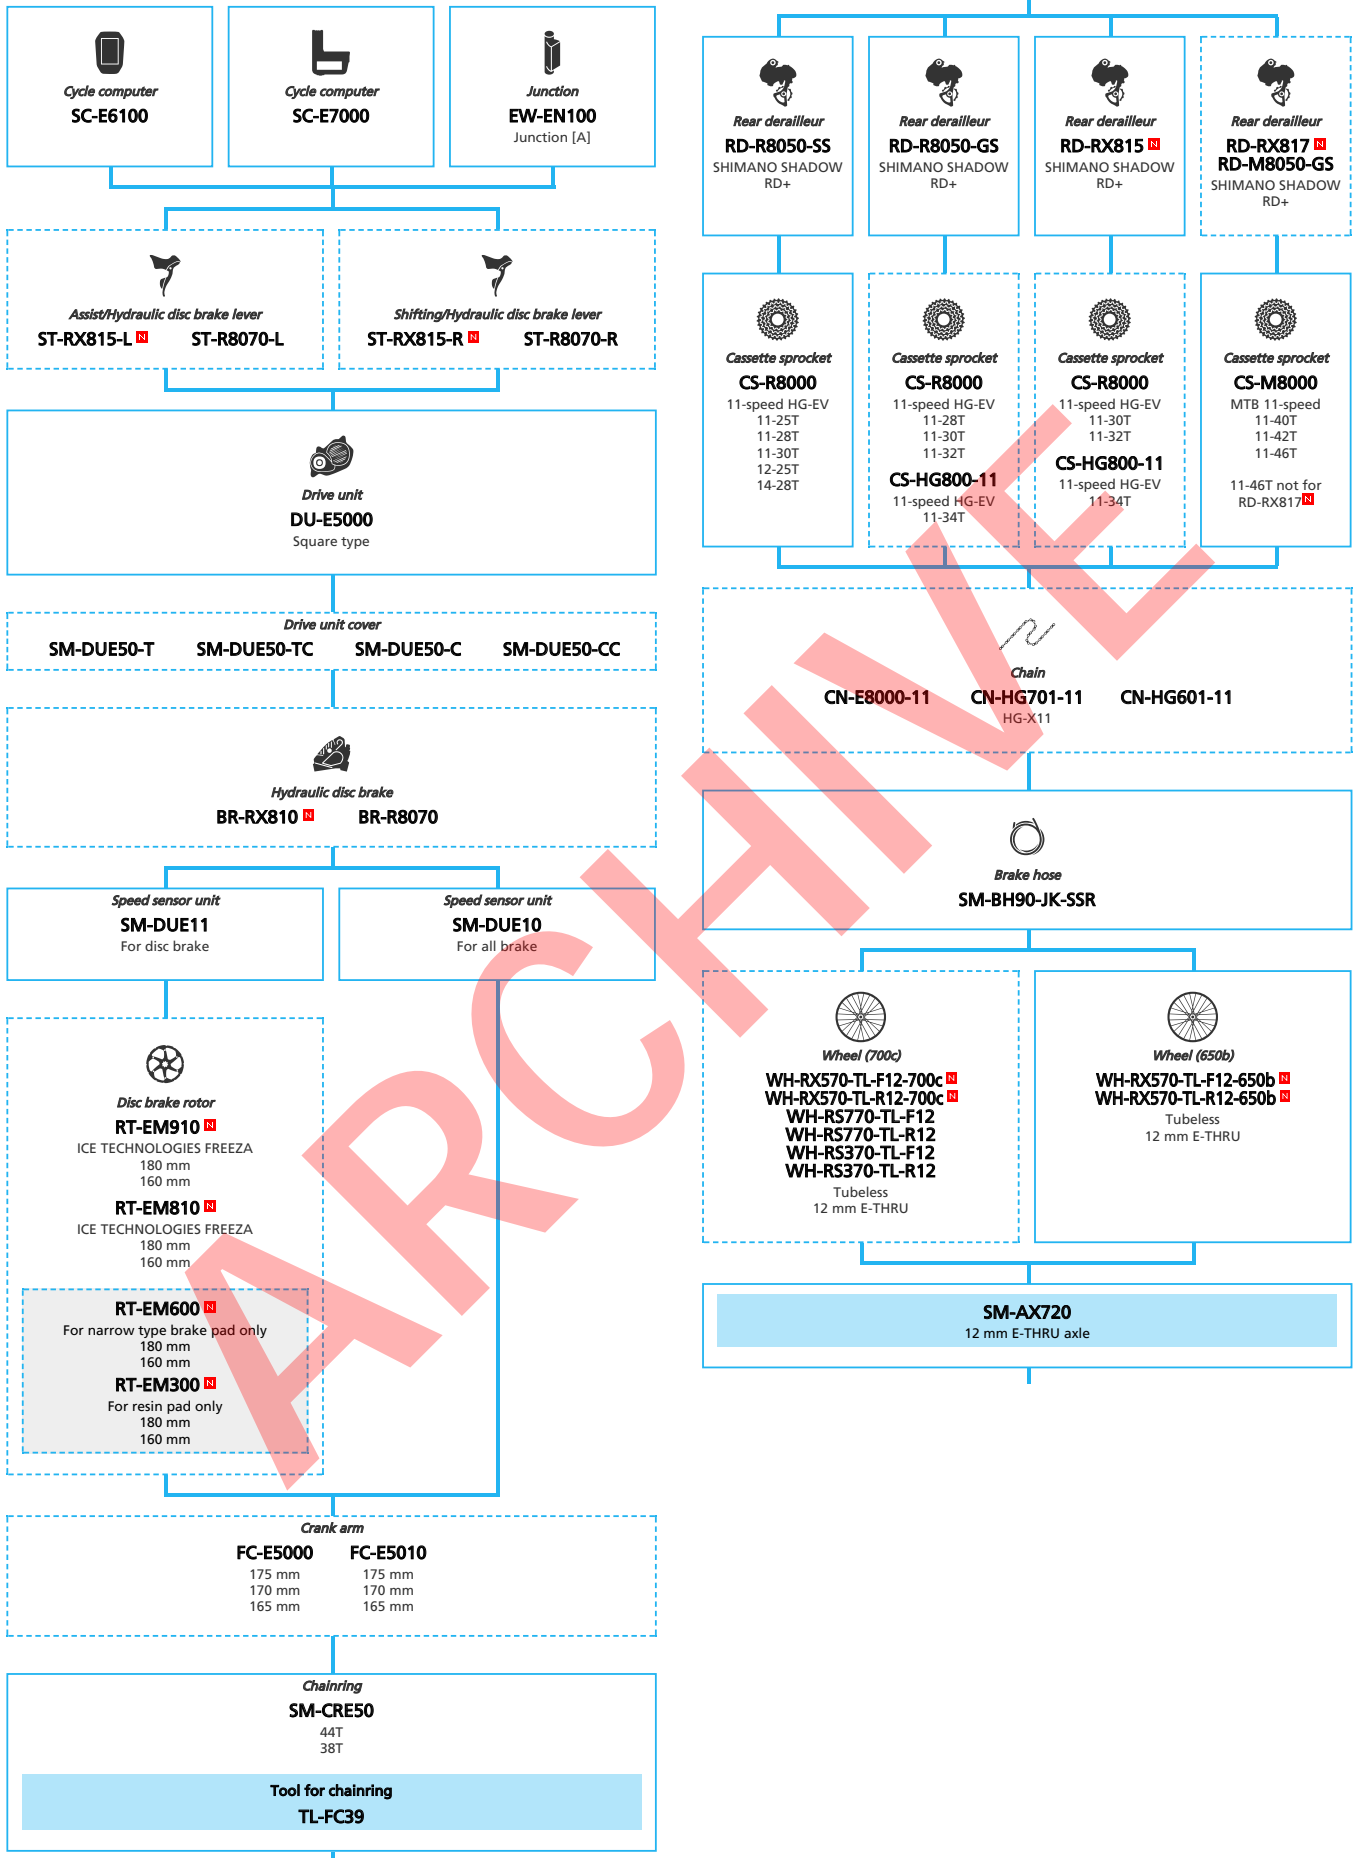 Cycle computer
SC-E6100
Cycle computer
SC-E7000
Junction
EW-EN100
Junction [A]
Assist/Hydraulic disc brake lever
ST-RX815-L N ST-R8070-L
Shifting/Hydraulic disc brake lever
ST-RX815-R N ST-R8070-R
Drive unit
DU-E5000
Square type
Drive unit cover
SM-DUE50-T SM-DUE50-TC SM-DUE50-C SM-DUE50-CC
Hydraulic disc brake
BR-RX810 N BR-R8070
Speed sensor unit
SM-DUE11
For disc brake
Speed sensor unit
SM-DUE10
For all brake
Disc brake rotor
RT-EM910 N
ICE TECHNOLOGIES FREEZA
180 mm
160 mm
RT-EM810 N
ICE TECHNOLOGIES FREEZA
180 mm
160 mm
RT-EM600 N
For narrow type brake pad only
180 mm
160 mm
RT-EM300 N
For resin pad only
180 mm
160 mm
Crank arm
FC-E5000
175 mm
170 mm
165 mm
FC-E5010
175 mm
170 mm
165 mm
Chainring
SM-CRE50
44T
38T
Tool for chainring
TL-FC39
Rear derailleur
RD-R8050-SS
SHIMANO SHADOW
RD+
Rear derailleur
RD-R8050-GS
SHIMANO SHADOW
RD+
Rear derailleur
RD-RX815 N
SHIMANO SHADOW
RD+
Rear derailleur
RD-RX817 N
RD-M8050-GS
SHIMANO SHADOW
RD+
Cassette sprocket
CS-R8000
11-speed HG-EV
11-25T
11-28T
11-30T
12-25T
14-28T
Cassette sprocket
CS-R8000
11-speed HG-EV
11-28T
11-30T
11-32T
CS-HG800-11
11-speed HG-EV
11-34T
Cassette sprocket
CS-R8000
11-speed HG-EV
11-30T
11-32T
CS-HG800-11
11-speed HG-EV
11-34T
Cassette sprocket
CS-M8000
MTB 11-speed
11-40T
11-42T
11-46T
11-46T not for
RD-RX817 N
Chain
CN-E8000-11 CN-HG701-11 CN-HG601-11
HG-X11
Brake hose
SM-BH90-JK-SSR
Wheel (700c)
WH-RX570-TL-F12-700c N
WH-RX570-TL-R12-700c N
WH-RS770-TL-F12
WH-RS770-TL-R12
WH-RS370-TL-F12
WH-RS370-TL-R12
Tubeless
12 mm E-THRU
Wheel (650b)
WH-RX570-TL-F12-650b N
WH-RX570-TL-R12-650b N
Tubeless
12 mm E-THRU
SM-AX720
12 mm E-THRU axle
ARCHIVE